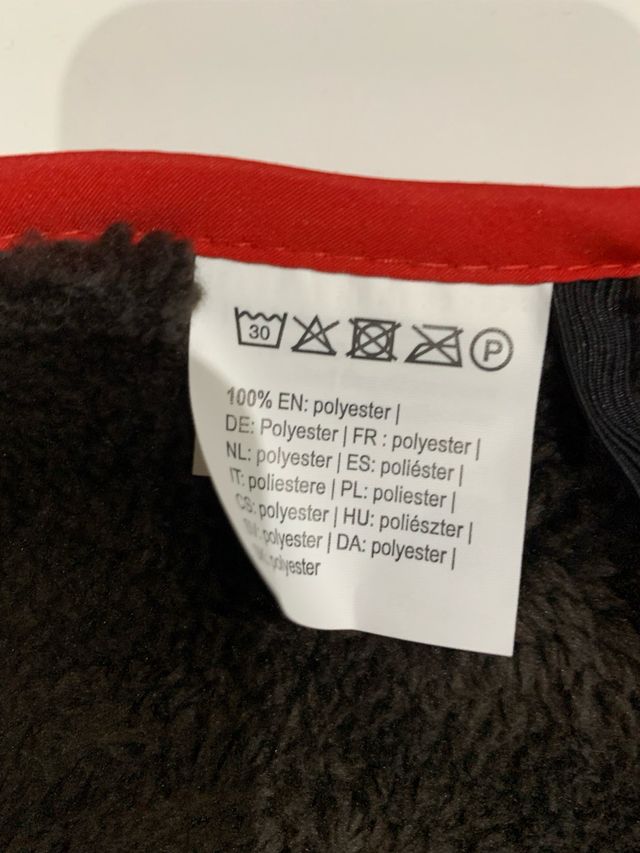 30 P
100% EN: polyester |
DE: Polyester | FR : polyester |
NL: polyester | ES: poliéster |
IT: poliestere | PL: poliester |
CS: polyester | HU: poliészter |
polyester | DA: polyester |
polyester